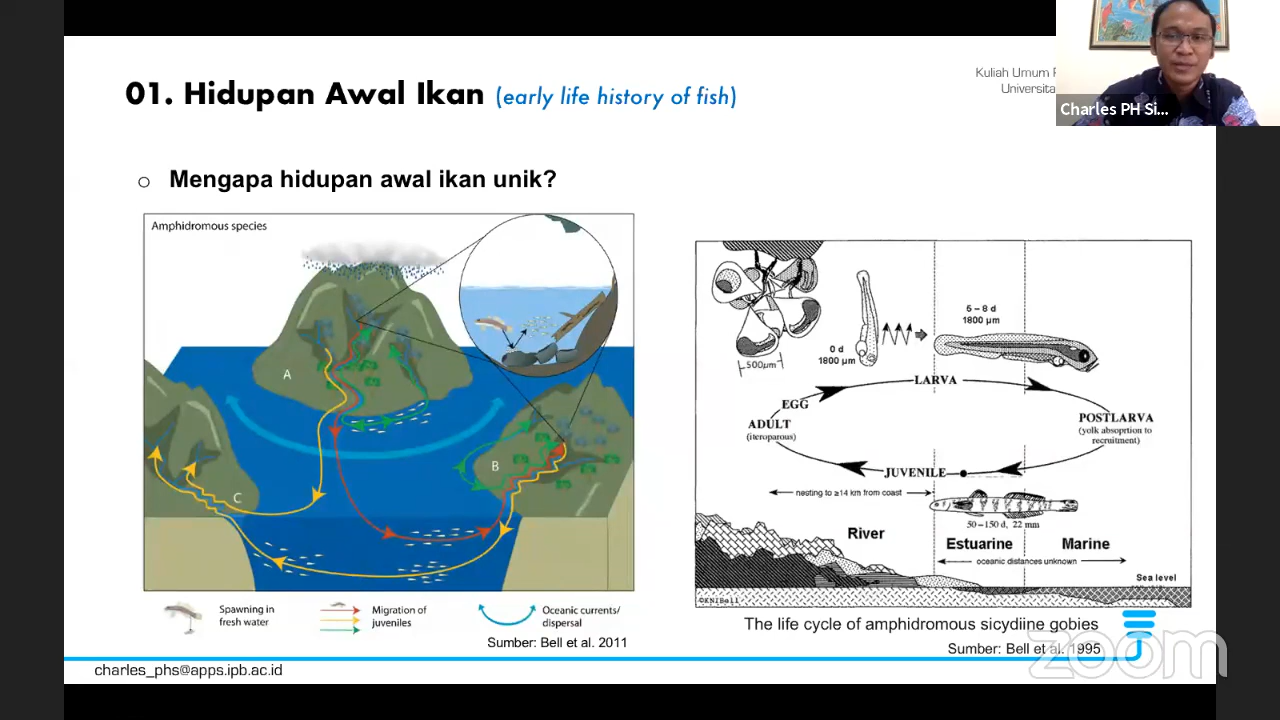 01. Hidupan Awal Ikan (early life history of fish)
Kuliah Umum
Charles PH Si...
Mengapa hidupan awal ikan unik?
Amphidromous species
A
B
C
Spawning in
fresh water
Migration of
juveniles
Oceanic currents/
dispersal
Sumber: Bell et al. 2011
500µm
0 d
1800 µm
5 – 8 d
1800 µm
LARVA
EGG
ADULT
(iteroparous)
POSTLARVA
(yolk absoprtion to
recruitment)
JUVENILE
nesting to ≥14 km from coast
50-150 d, 22 mm
River
Estuarine
Marine
oceanic distances unknown
Sea level
©KNIBell
The life cycle of amphidromous sicydiine gobies
Sumber: Bell et al. 1995
charles_phs@apps.ipb.ac.id
zoom